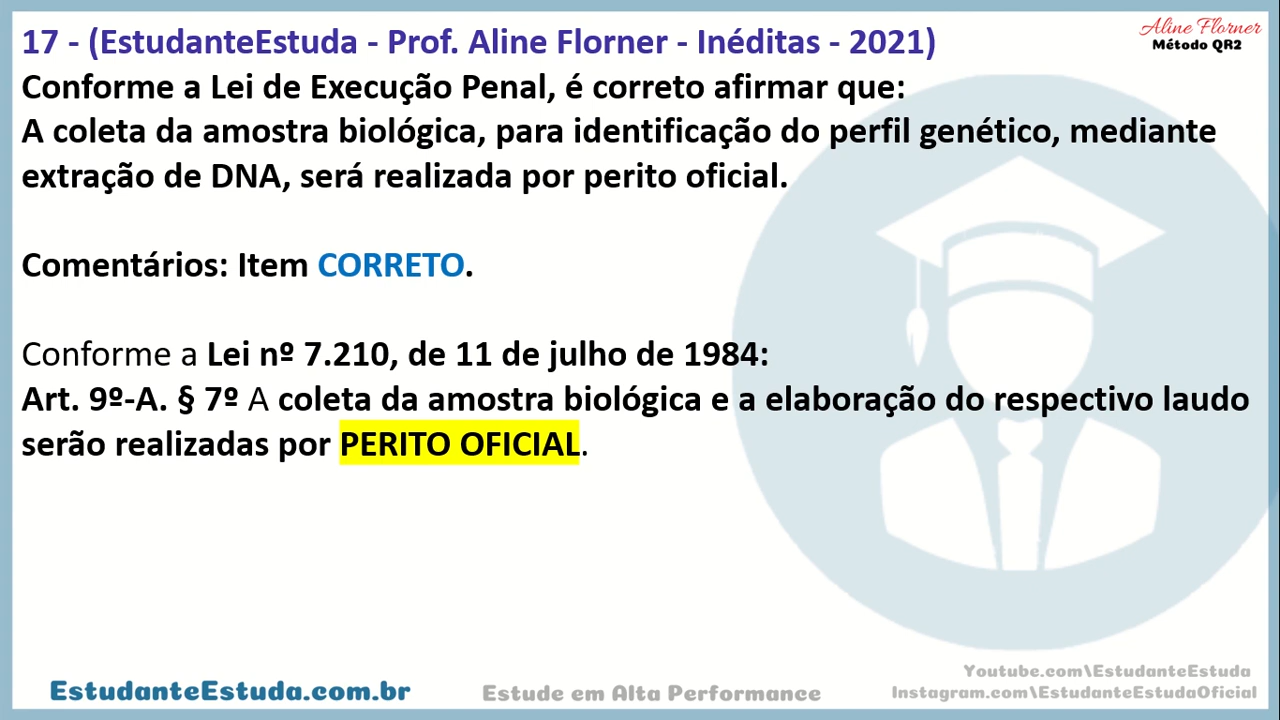 17 - (EstudanteEstuda - Prof. Aline Florner - Inéditas - 2021)
Aline Florner
Método QR2
Conforme a Lei de Execução Penal, é correto afirmar que:
A coleta da amostra biológica, para identificação do perfil genético, mediante
extração de DNA, será realizada por perito oficial.
Comentários: Item CORRETO.
Conforme a Lei nº 7.210, de 11 de julho de 1984:
Art. 9º-A. § 7º A coleta da amostra biológica e a elaboração do respectivo laudo
serão realizadas por PERITO OFICIAL.
EstudanteEstuda.com.br
Estude em Alta Performance
Youtube.com\EstudanteEstuda
Instagram.com\EstudanteEstudaOficial